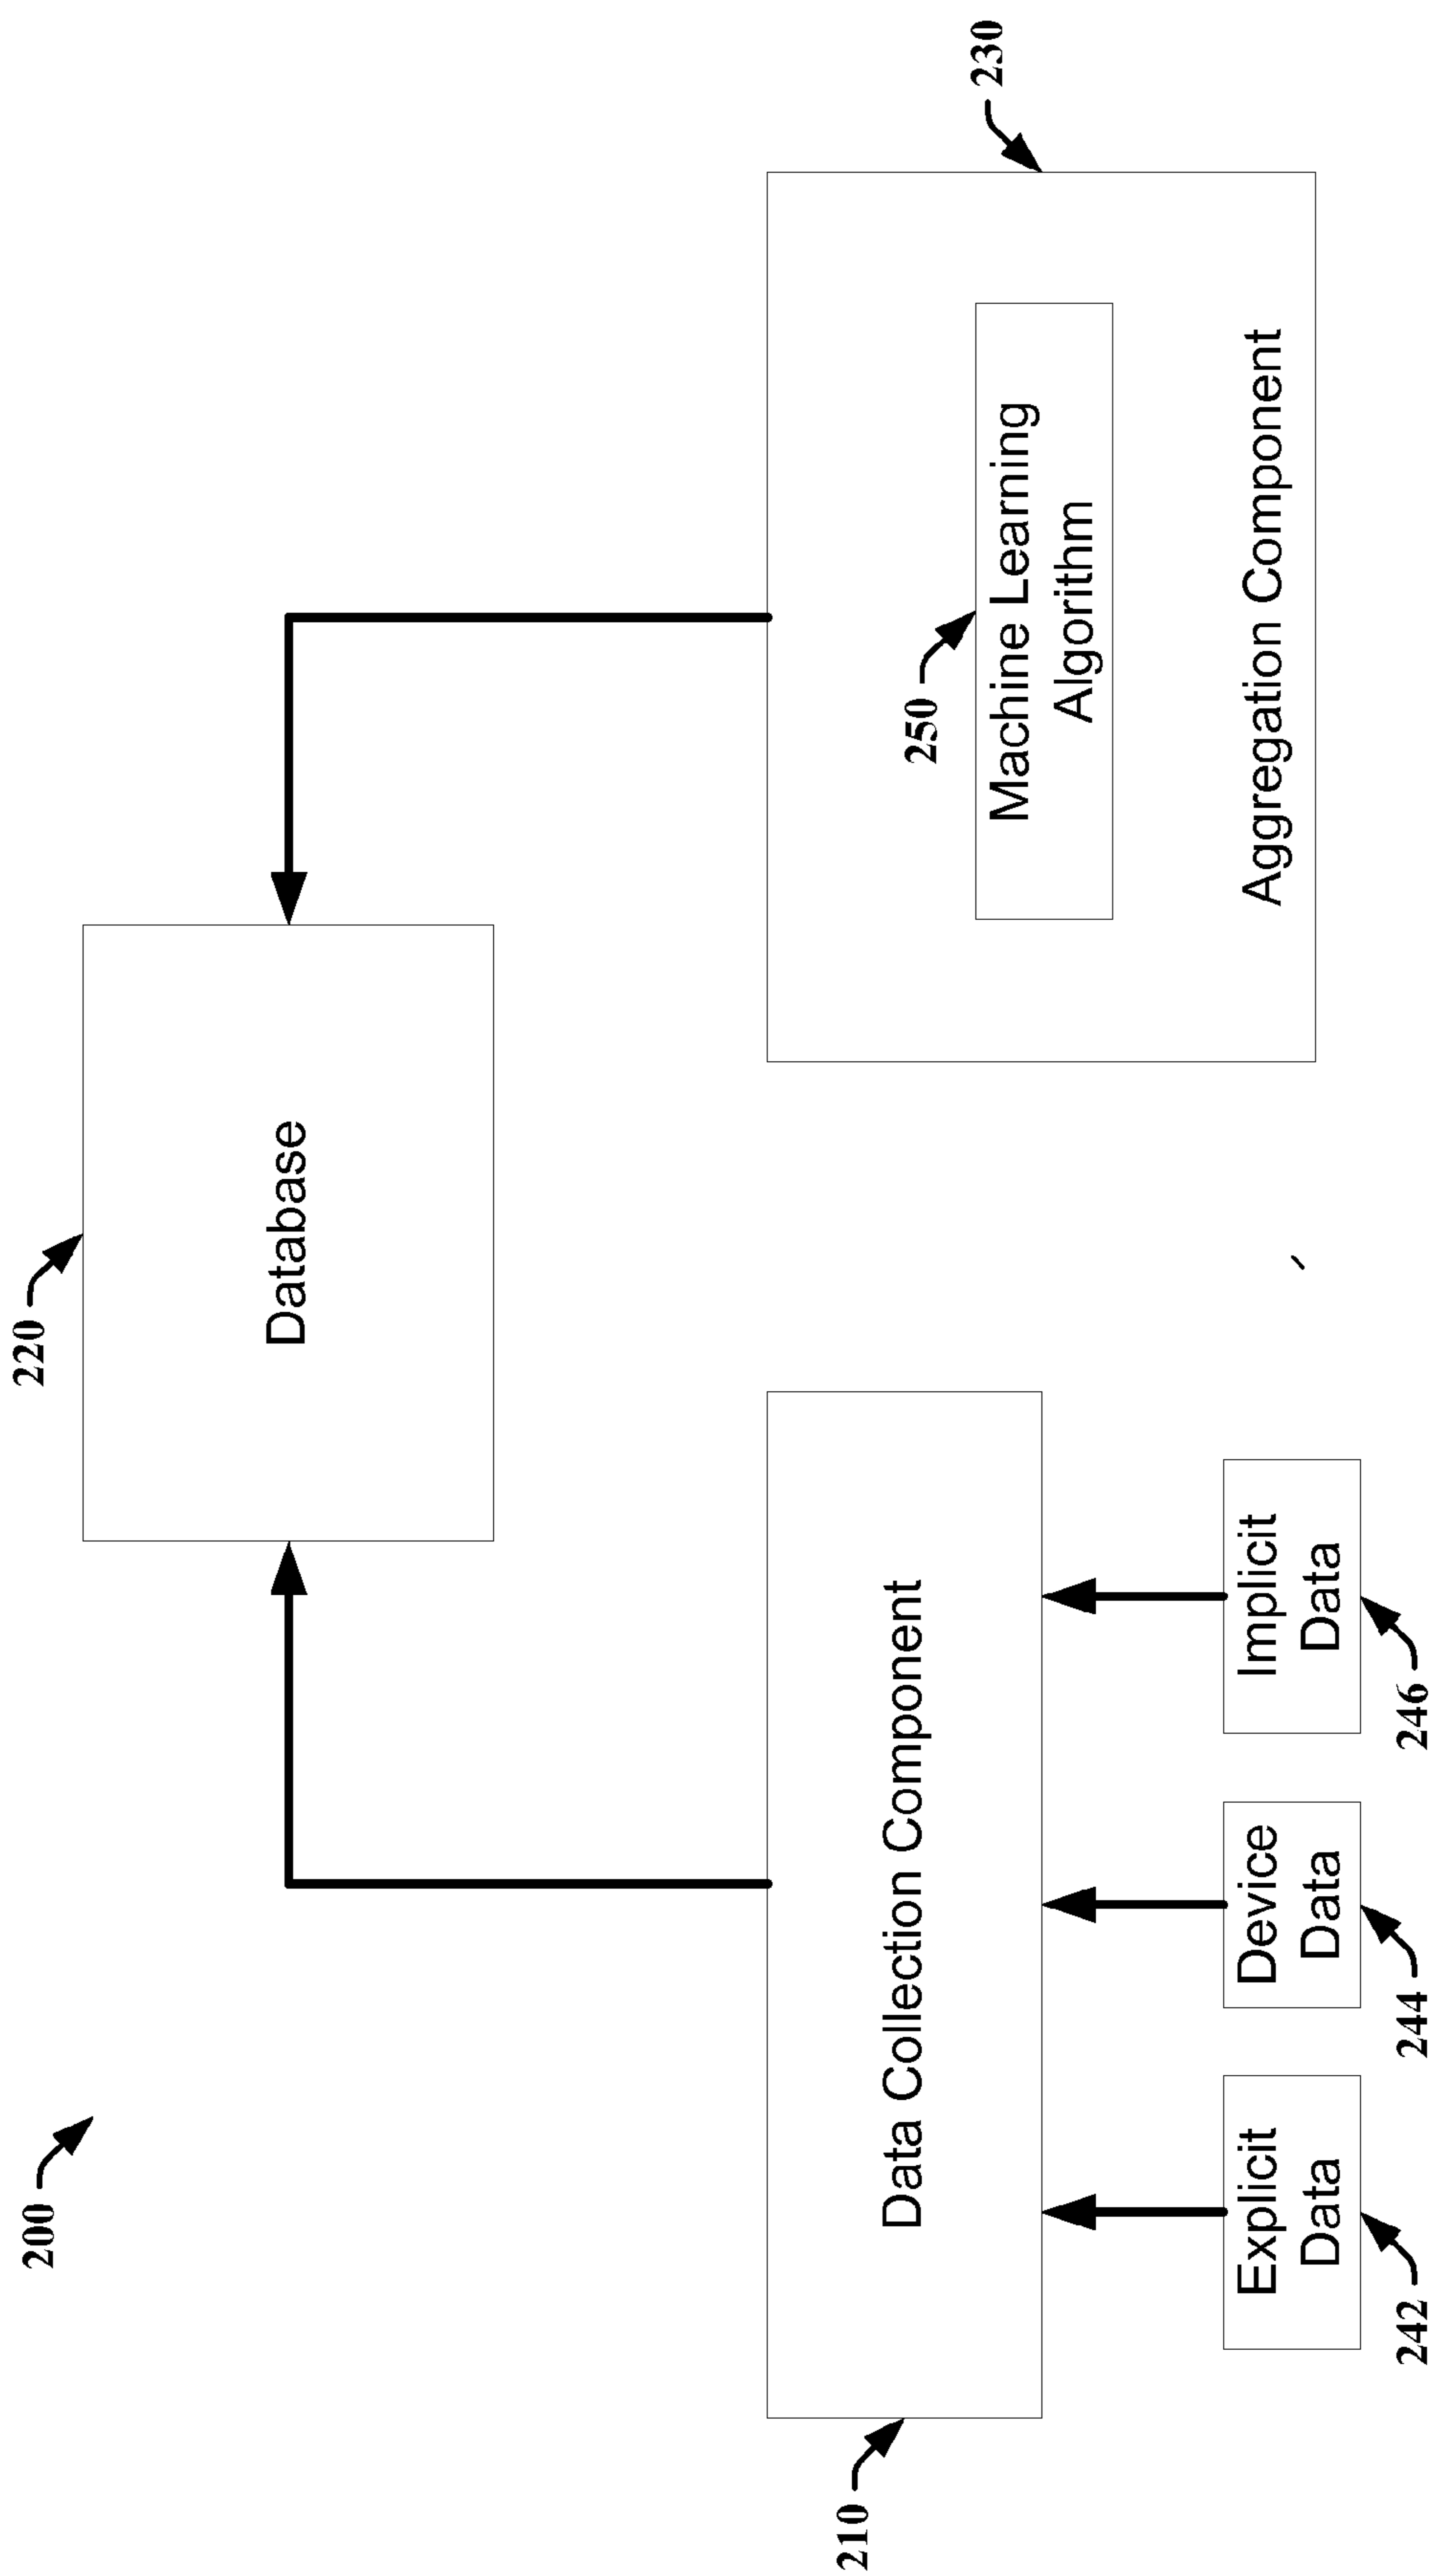 200
220
Database
230
250
Machine Learning
Algorithm
Aggregation Component
210
Data Collection Component
Explicit
Data
Device
Data
Implicit
Data
242
244
246